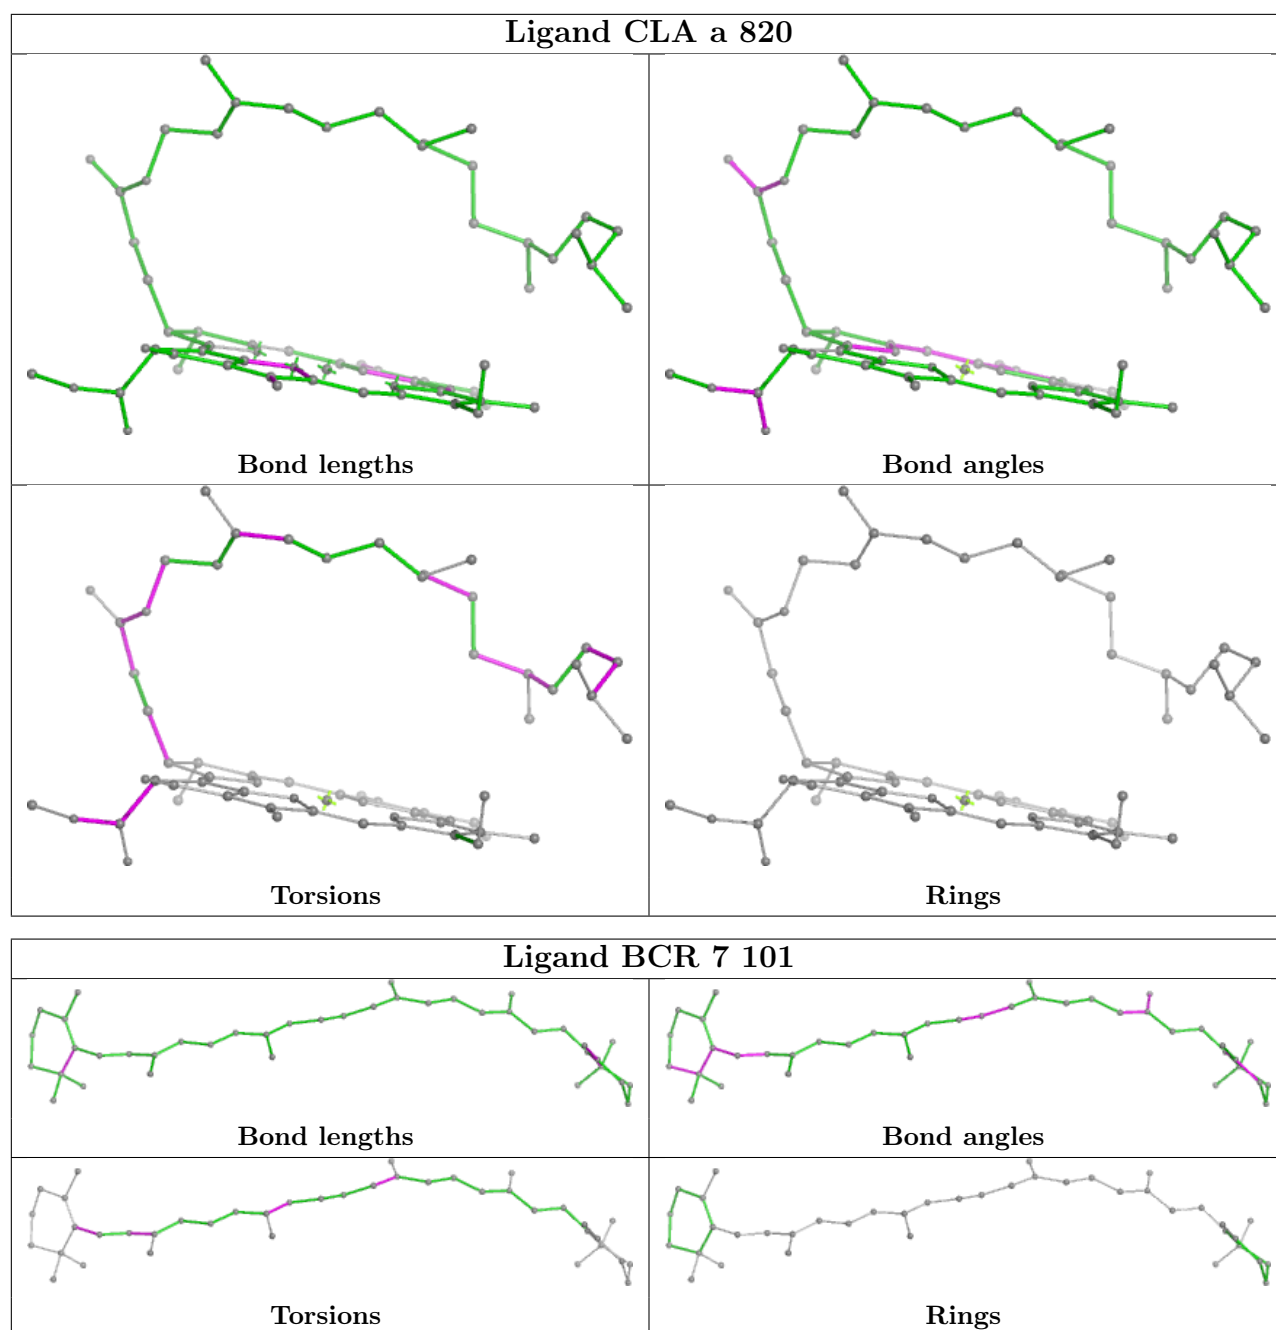 Ligand CLA a 820
Bond lengths
Bond angles
Torsions
Rings
Ligand BCR 7 101
Bond lengths
Bond angles
Torsions
Rings